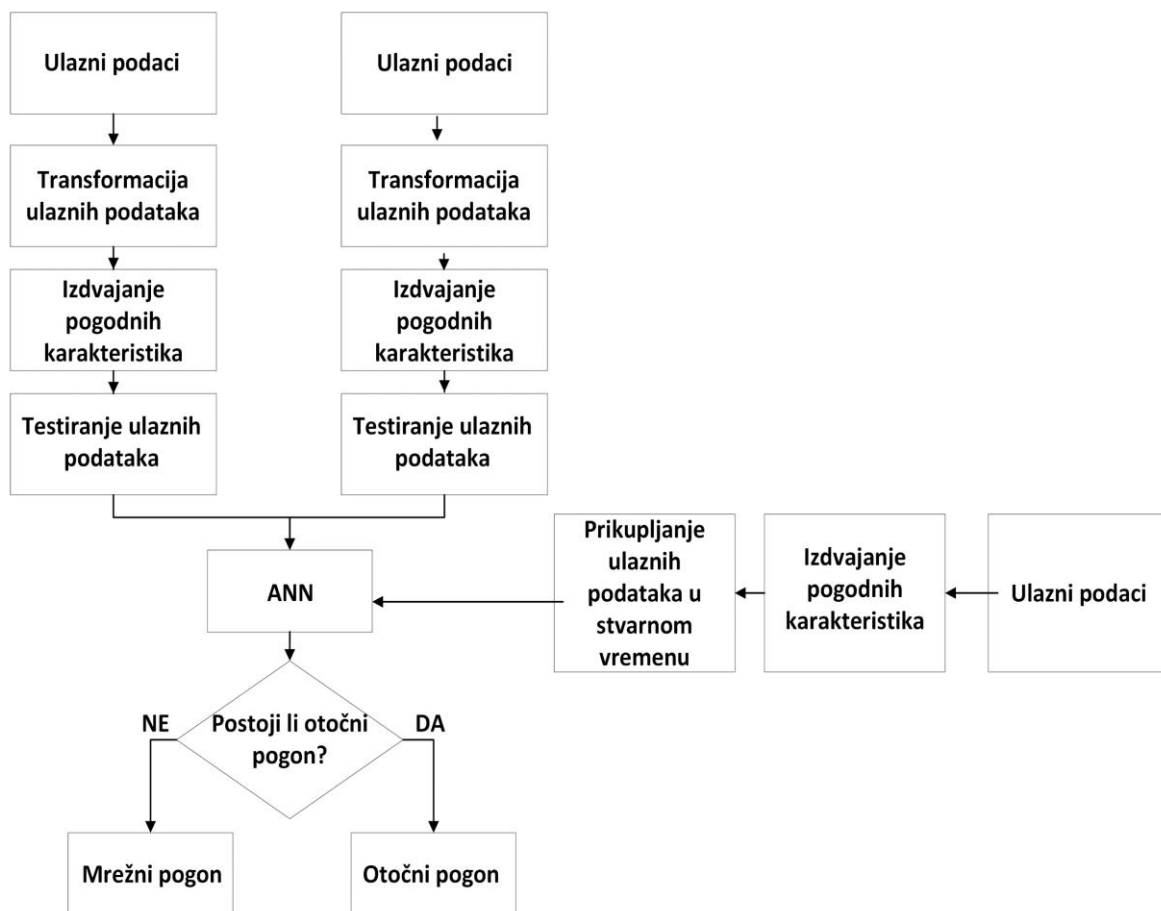 Ulazni podaci
Ulazni podaci
Transformacija
ulaznih podataka
Transformacija
ulaznih podataka
Izdvajanje
pogodnih
karakteristika
Izdvajanje
pogodnih
karakteristika
Testiranje ulaznih
podataka
Testiranje ulaznih
podataka
ANN
Prikupljanje
ulaznih
podataka u
stvarnom
vremenu
Izdvajanje
pogodnih
karakteristika
Ulazni podaci
NE
Postoji li otočni
pogon?
DA
Mrežni pogon
Otočni pogon